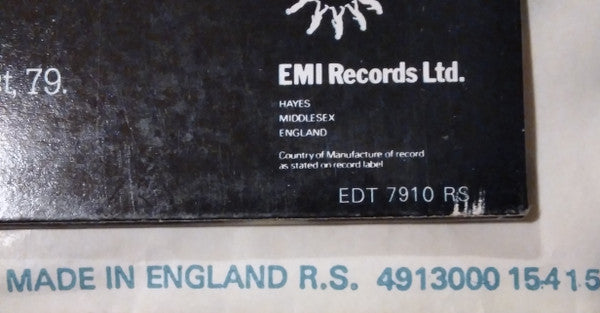 t, 79.
EMI Records Ltd.
HAYES
MIDDLESEX
ENGLAND
Country of Manufacture of record
as stated on record label
EDT 7910 RS
MADE IN ENGLAND R.S. 4913000 15415